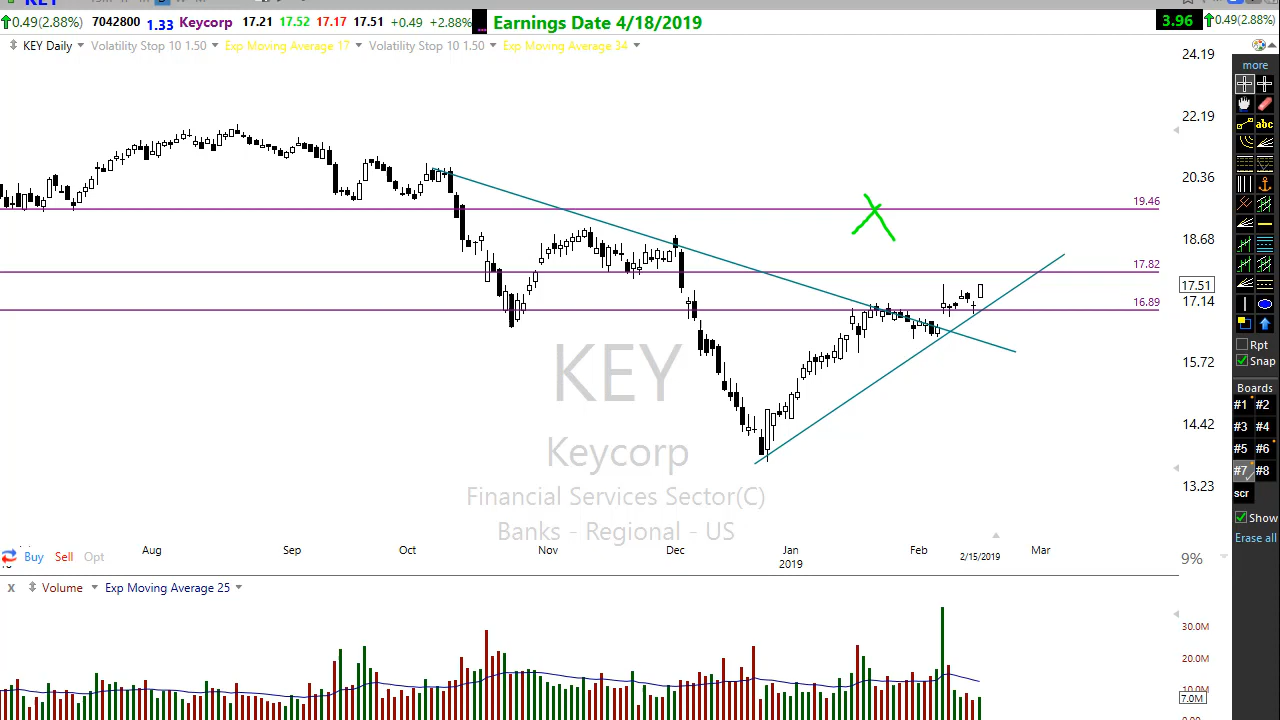 KEY
0.49(2.88%) 7042800 1.33 Keycorp 17.21 17.52 17.17 17.51 +0.49 +2.88% Earnings Date 4/18/2019 3.96 0.49(2.88%)
KEY Daily Volatility Stop 10 1.50 Exp Moving Average 17 Volatility Stop 10 1.50 Exp Moving Average 34
24.19
22.19
20.36
19.46
18.68
17.82
17.51
17.14
16.89
15.72
14.42
13.23
KEY
Keycorp
Financial Services Sector(C)
Banks - Regional - US
Aug Sep Oct Nov Dec Jan Feb Mar
2019
2/15/2019
Buy Sell Opt
9%
X Volume Exp Moving Average 25
30.0M
20.0M
10.0M
7.0M
more
abc
Rpt
Snap
Boards
#1 #2
#3 #4
#5 #6
#7 #8
scr
Show
Erase all